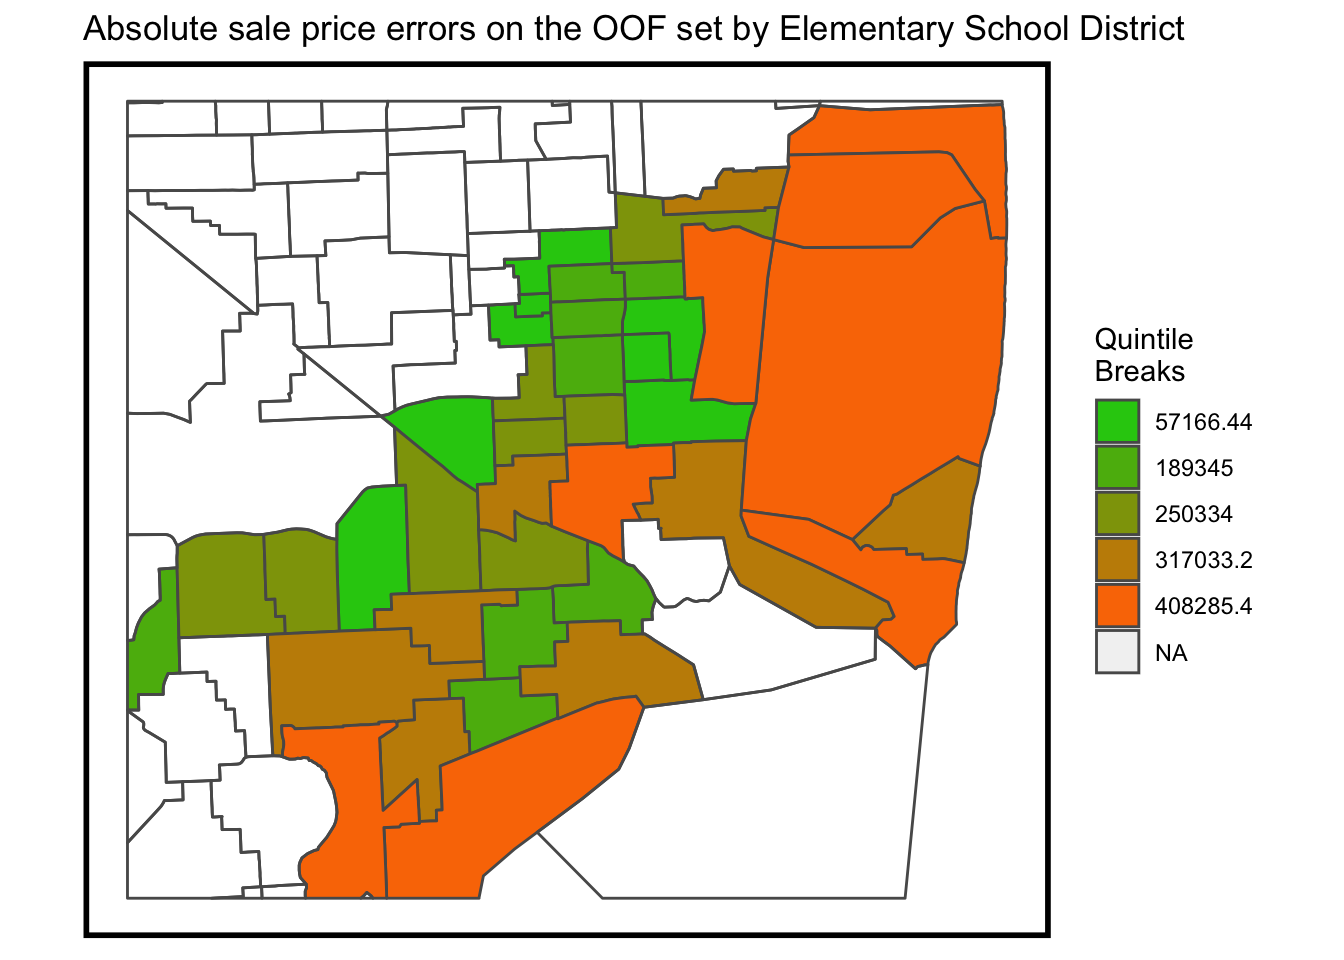 Absolute sale price errors on the OOF set by Elementary School District
Quintile
Breaks
57166.44
189345
250334
317033.2
408285.4
NA